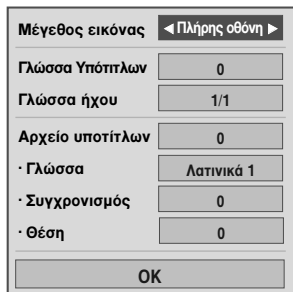 Μέγεθος εικόνας ◀ Πλήρης οθόνη ▶
Γλώσσα Υπότιτλων 0
Γλώσσα ήχου 1/1
Αρχείο υποτίτλων 0
· Γλώσσα Λατινικά 1
· Συγχρονισμός 0
· Θέση 0
OK